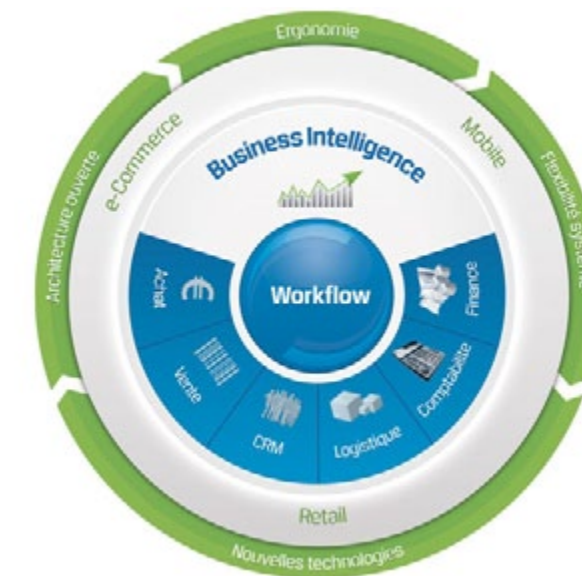 Ergonomie
Architecture ouverte
e-Commerce
Mobile
Flexibilité système
Business Intelligence
Workflow
Achat
Vente
CRM
Logistique
Comptabilité
Finance
Retail
Nouvelles technologies